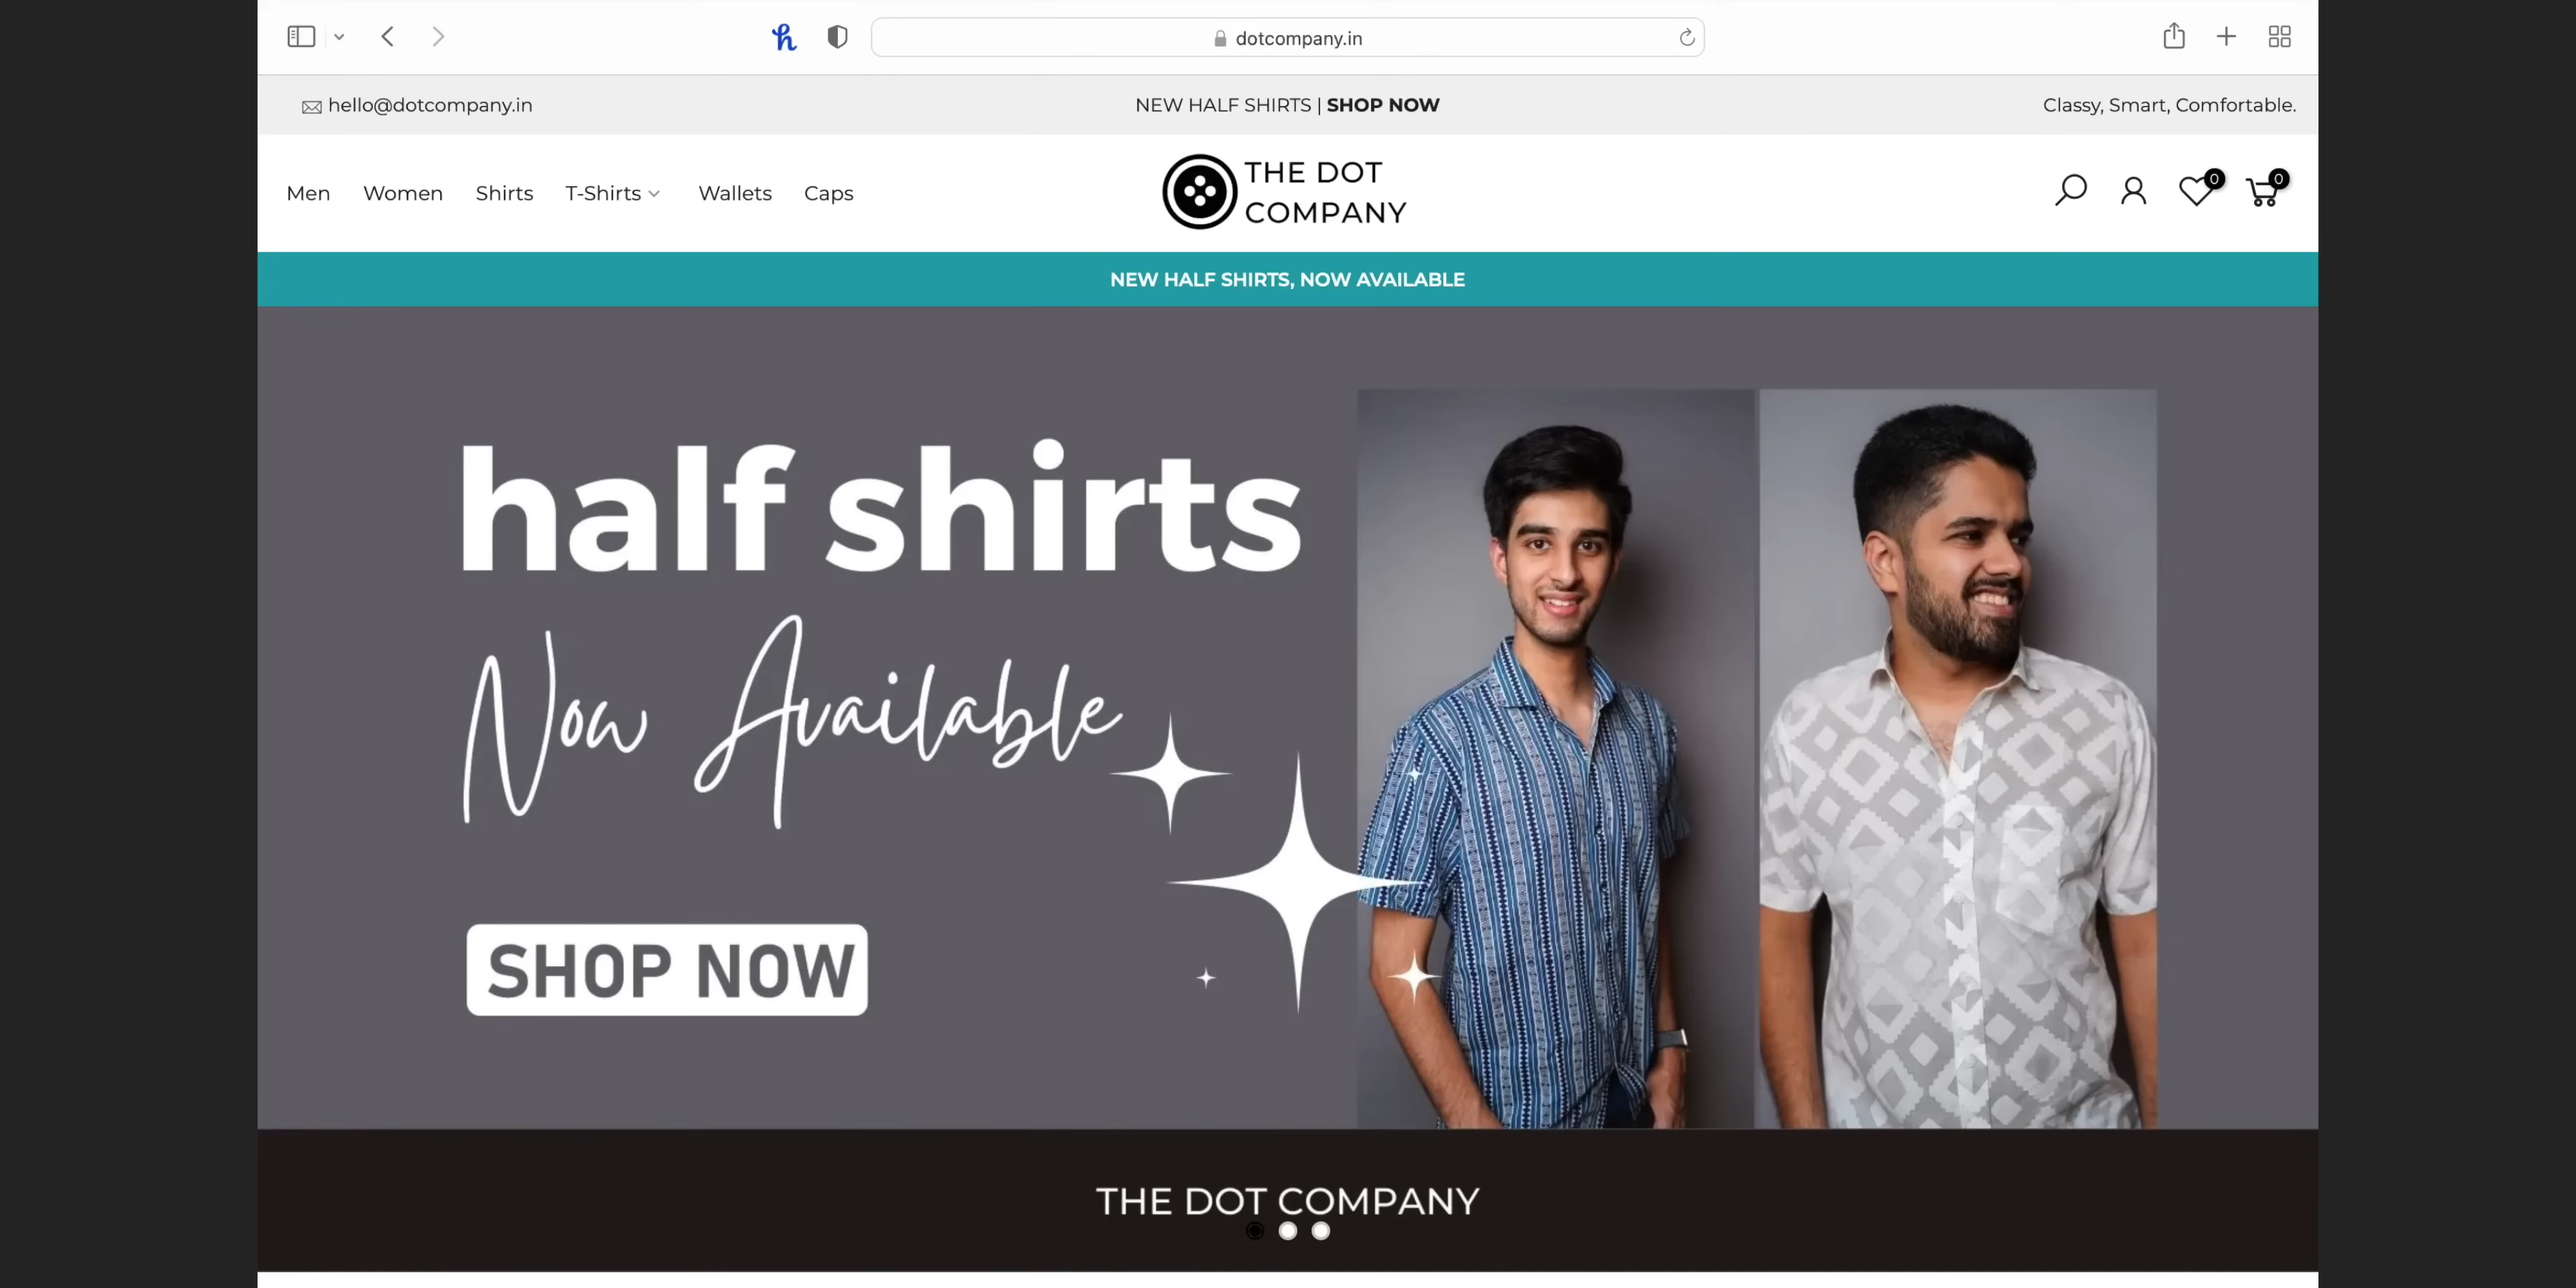 dotcompany.in
hello@dotcompany.in
NEW HALF SHIRTS | SHOP NOW
Classy, Smart, Comfortable.
Men Women Shirts T-Shirts Wallets Caps
THE DOT
COMPANY
0 0
NEW HALF SHIRTS, NOW AVAILABLE
half shirts
Now Available
SHOP NOW
THE DOT COMPANY